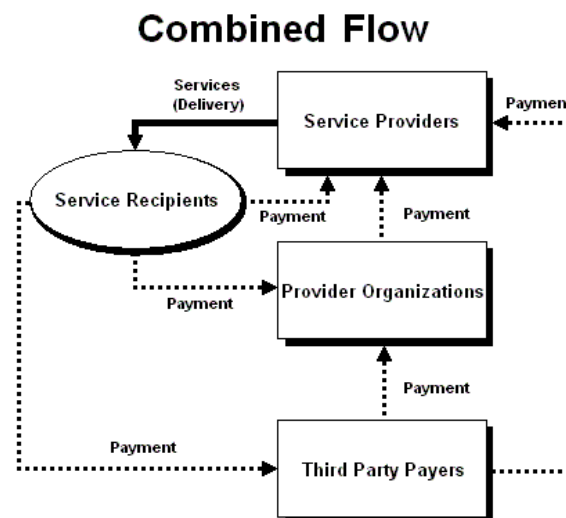 Combined Flow
Services
(Delivery)
Service Providers
Paymen
Service Recipients
Payment
Payment
Provider Organizations
Payment
Payment
Payment
Third Party Payers